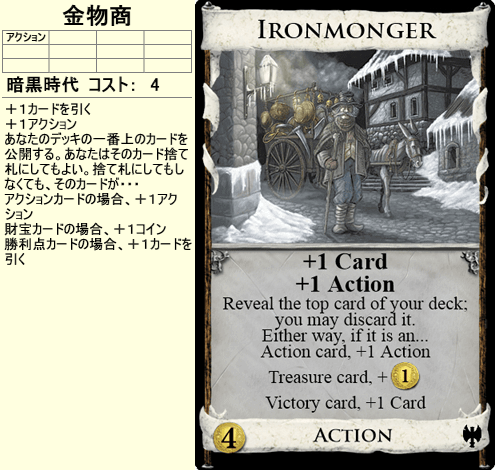 金物商
アクション
暗黒時代 コスト： 4
＋1カードを引く
＋1アクション
あなたのデッキの一番上のカードを
公開する。あなたはそのカード捨て
札にしてもよい。捨て札にしてもし
なくても、そのカードが・・・
アクションカードの場合、＋1アク
ション
財宝カードの場合、＋1コイン
勝利点カードの場合、＋1カードを
引く
IRONMONGER
+1 Card
+1 Action
Reveal the top card of your deck;
you may discard it.
Either way, if it is an...
Action card, +1 Action
Treasure card, + 1
Victory card, +1 Card
4 ACTION